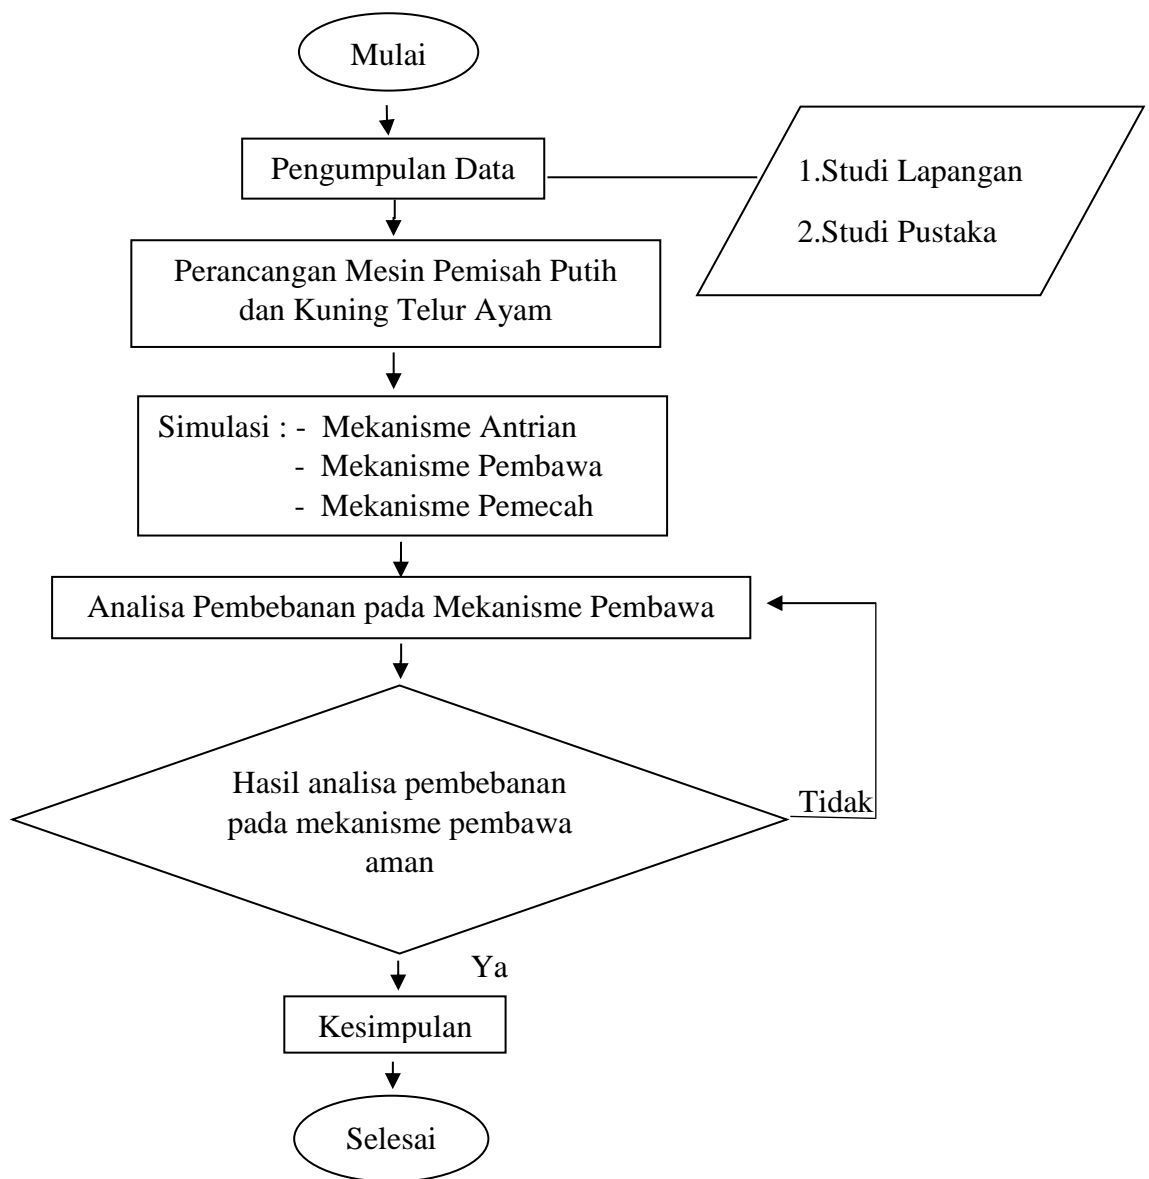 Mulai
Pengumpulan Data
1.Studi Lapangan
2.Studi Pustaka
Perancangan Mesin Pemisah Putih
dan Kuning Telur Ayam
Simulasi : - Mekanisme Antrian
- Mekanisme Pembawa
- Mekanisme Pemecah
Analisa Pembebanan pada Mekanisme Pembawa
Hasil analisa pembebanan
pada mekanisme pembawa
aman
Tidak
Ya
Kesimpulan
Selesai